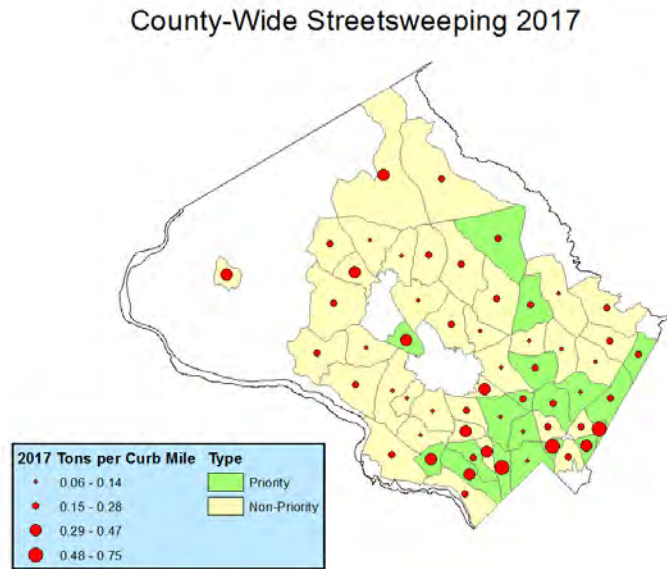 County-Wide Streetsweeping 2017
2017 Tons per Curb Mile
0.06 - 0.14
0.15 - 0.28
0.29 - 0.47
0.48 - 0.75
Type
Priority
Non-Priority